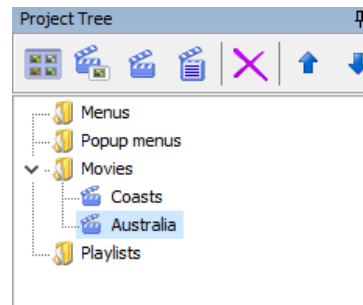 Project Tree
Menus
Popup menus
Movies
Coasts
Australia
Playlists